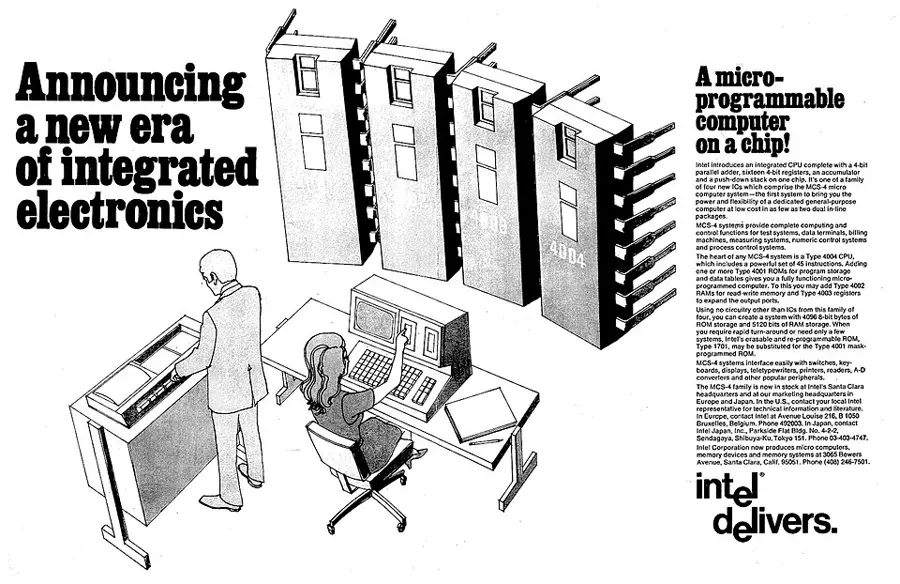 Announcing
a new era
of integrated
electronics
4004
A micro-
programmable
computer
on a chip!
Intel introduces an integrated CPU complete with a 4-bit
parallel adder, sixteen 4-bit registers, an accumulator
and a push-down stack on one chip. It's one of a family
of four new ICs which comprise the MCS-4 micro
computer system—the first system to bring you the
power and flexibility of a dedicated general-purpose
computer at low cost in as few as two dual in-line
packages.
MCS-4 systems provide complete computing and
control functions for test systems, data terminals, billing
machines, measuring systems, numeric control systems
and process control systems.
The heart of any MCS-4 system is a Type 4004 CPU,
which includes a powerful set of 45 instructions. Adding
one or more Type 4001 ROMs for program storage
and data tables gives you a fully functioning micro-
programmed computer. To this you may add Type 4002
RAMs for read-write memory and Type 4003 registers
to expand the output ports.
Using no circuitry other than ICs from this family of
four, you can create a system with 4096 8-bit bytes of
ROM storage and 5120 bits of RAM storage. When
you require rapid turn-around or need only a few
systems, Intel's erasable and re-programmable ROM,
Type 1701, may be substituted for the Type 4001 mask-
programmed ROM.
MCS-4 systems interface easily with switches, key-
boards, displays, teletypewriters, printers, readers, A-D
converters and other popular peripherals.
The MCS-4 family is now in stock at Intel's Santa Clara
headquarters and at our marketing headquarters in
Europe and Japan. In the U.S., contact your local Intel
representative for technical information and literature.
In Europe, contact Intel at Avenue Louise 216, B 1050
Bruxelles, Belgium. Phone 492003. In Japan, contact
Intel Japan, Inc., Parkside Flat Bldg. No. 4-2-2,
Sendagaya, Shibuya-Ku, Tokyo 151. Phone 03-403-4747.
Intel Corporation now produces micro computers,
memory devices and memory systems at 3065 Bowers
Avenue, Santa Clara, Calif. 95051. Phone (408) 246-7501.
intel®
delivers.